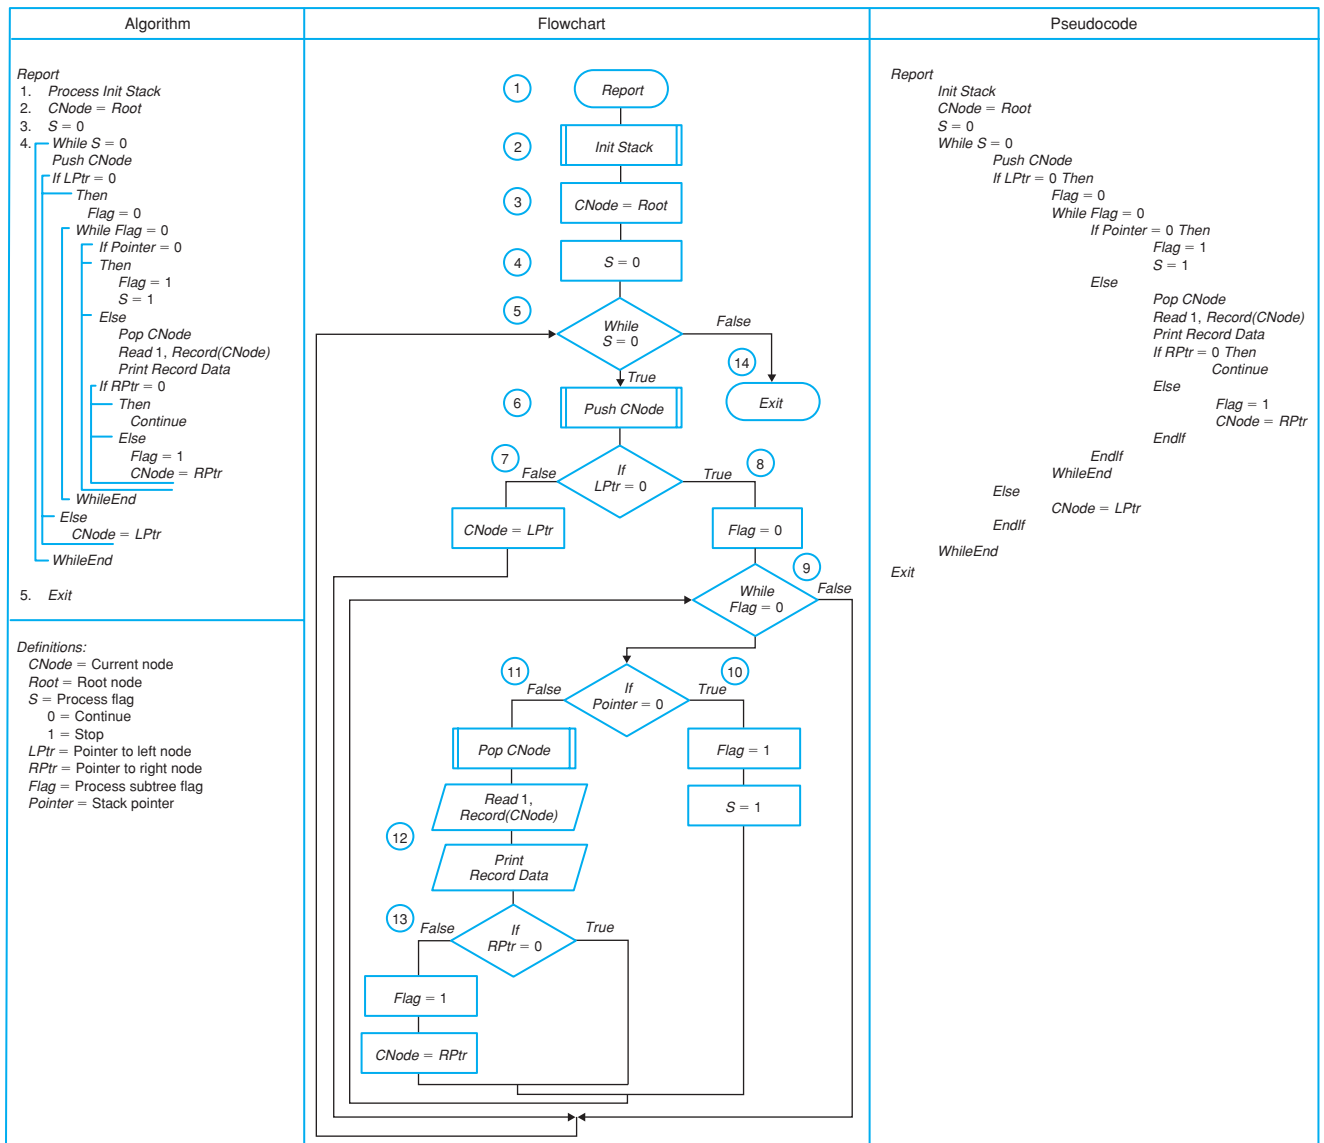 Algorithm
Report
1. Process Init Stack
2. CNode = Root
3. S = 0
4. While S = 0
Push CNode
If LPtr = 0
Then
Flag = 0
While Flag = 0
If Pointer = 0
Then
Flag = 1
S = 1
Else
Pop CNode
Read 1, Record(CNode)
Print Record Data
If RPtr = 0
Then
Continue
Else
Flag = 1
CNode = RPtr
WhileEnd
Else
CNode = LPtr
WhileEnd
5. Exit
Definitions:
CNode = Current node
Root = Root node
S = Process flag
0 = Continue
1 = Stop
LPtr = Pointer to left node
RPtr = Pointer to right node
Flag = Process subtree flag
Pointer = Stack pointer
Flowchart
1
Report
2
Init Stack
3
CNode = Root
4
S = 0
5
While
S = 0
False
14
True
Exit
6
Push CNode
7
False
If
LPtr = 0
True
8
CNode = LPtr
Flag = 0
9
While
Flag = 0
False
11
False
If
Pointer = 0
True
10
Pop CNode
Flag = 1
Read 1,
Record(CNode)
S = 1
12
Print
Record Data
13
False
If
RPtr = 0
True
Flag = 1
CNode = RPtr
Pseudocode
Report
Init Stack
CNode = Root
S = 0
While S = 0
Push CNode
If LPtr = 0 Then
Flag = 0
While Flag = 0
If Pointer = 0 Then
Flag = 1
S = 1
Else
Pop CNode
Read 1, Record(CNode)
Print Record Data
If RPtr = 0 Then
Continue
Else
Flag = 1
CNode = RPtr
EndIf
EndIf
WhileEnd
Else
CNode = LPtr
EndIf
WhileEnd
Exit